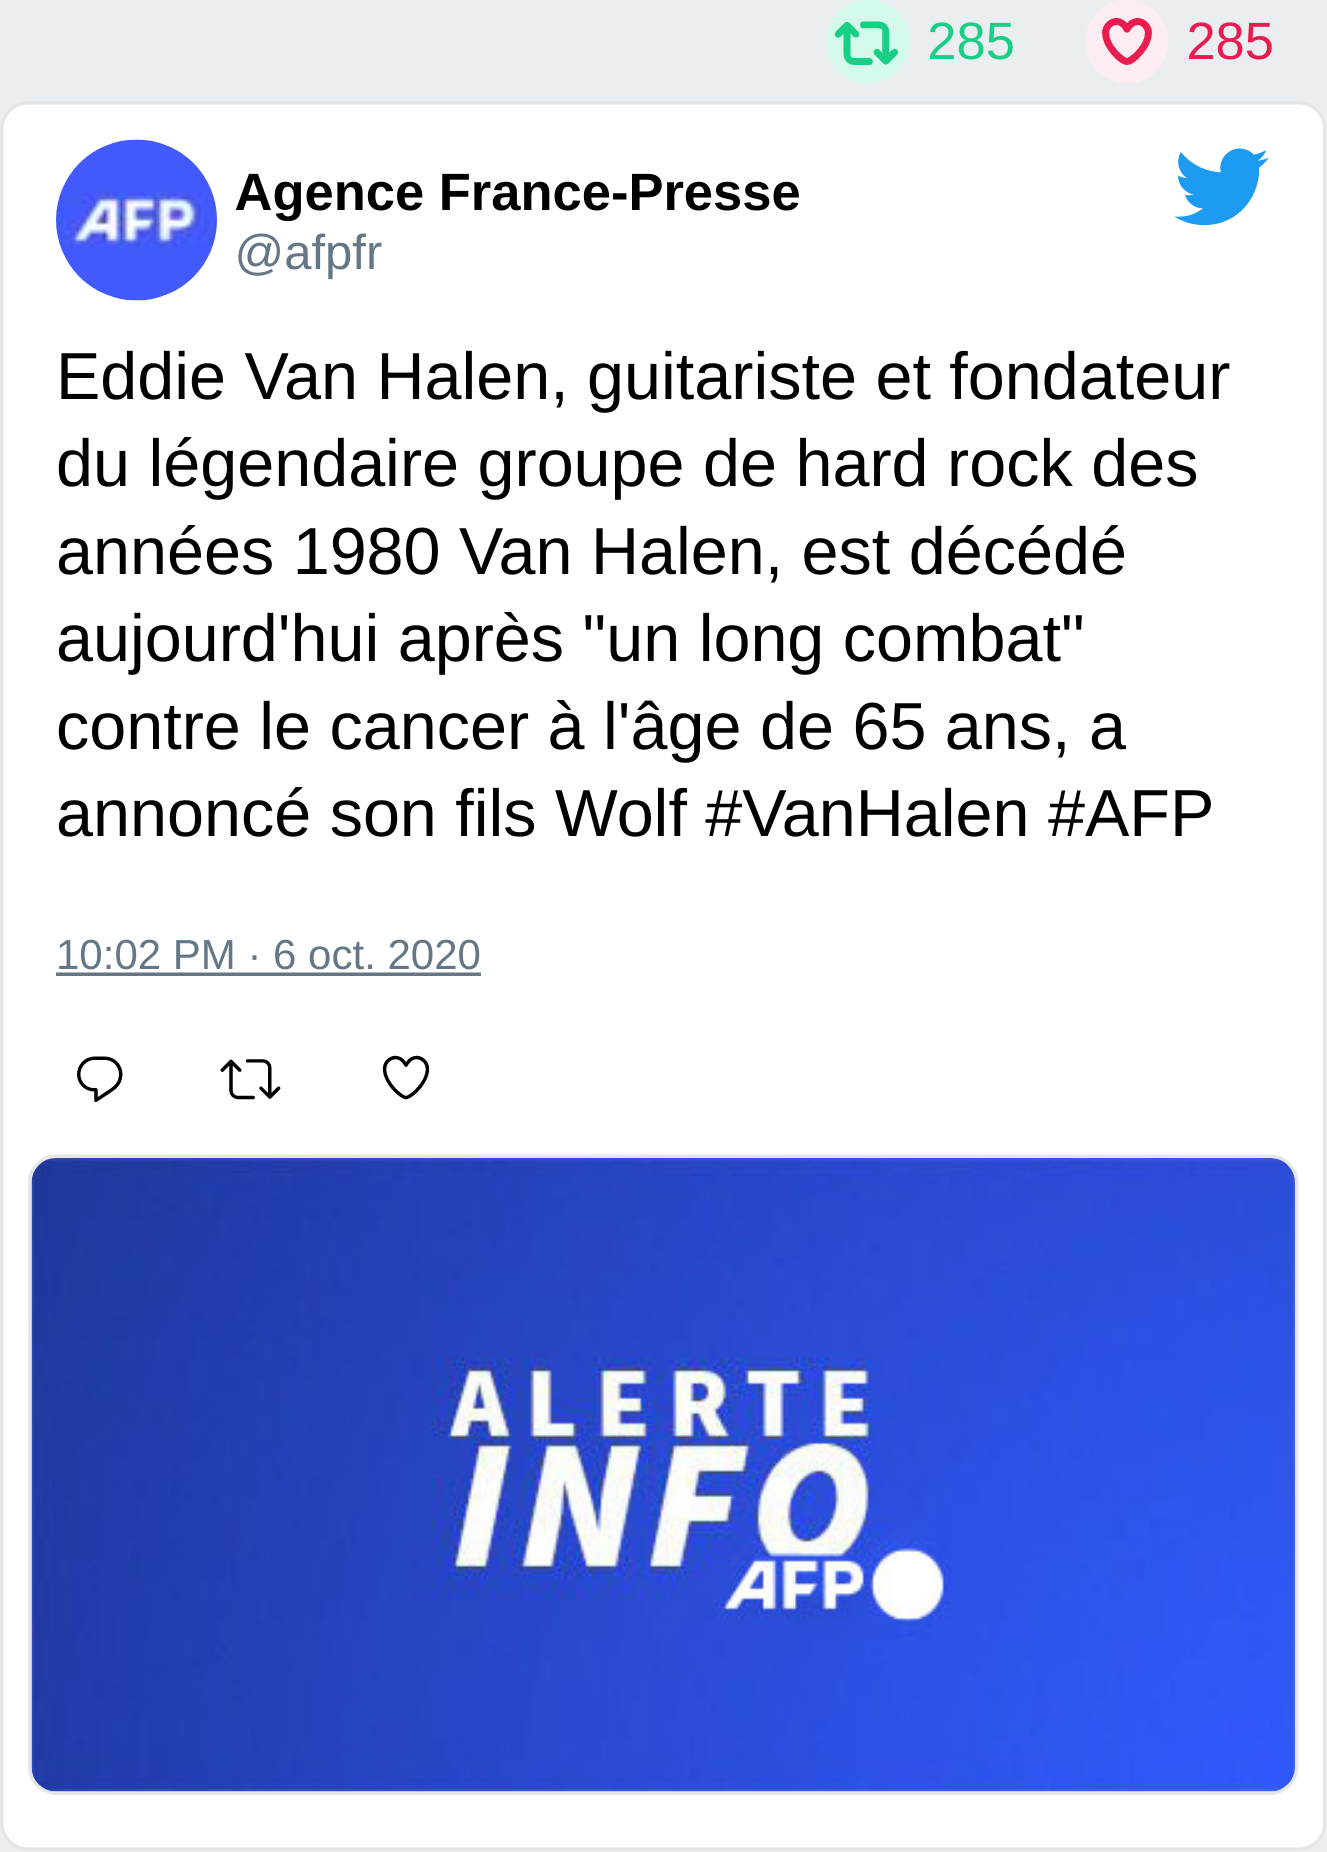 285 285
AFP
Agence France-Presse
@afpfr
Eddie Van Halen, guitariste et fondateur
du légendaire groupe de hard rock des
années 1980 Van Halen, est décédé
aujourd'hui après "un long combat"
contre le cancer à l'âge de 65 ans, a
annoncé son fils Wolf #VanHalen #AFP
10:02 PM · 6 oct. 2020
ALERTE
INFO
AFP